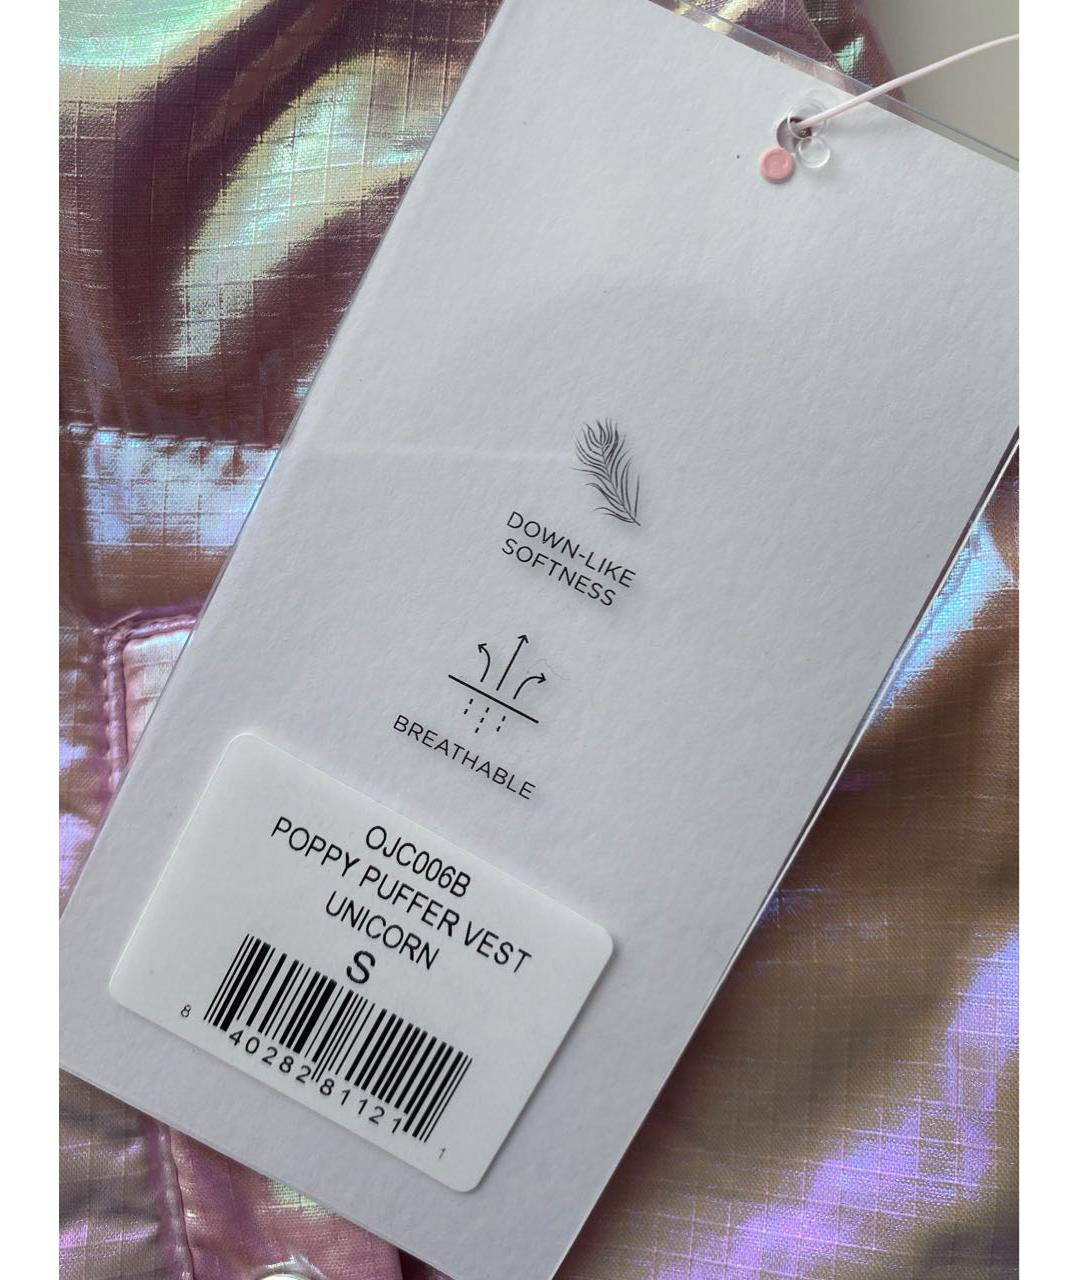 DOWN-LIKE
SOFTNESS
BREATHABLE
OJC006B
POPPY PUFFER VEST
UNICORN
S
8 40282 81121 1